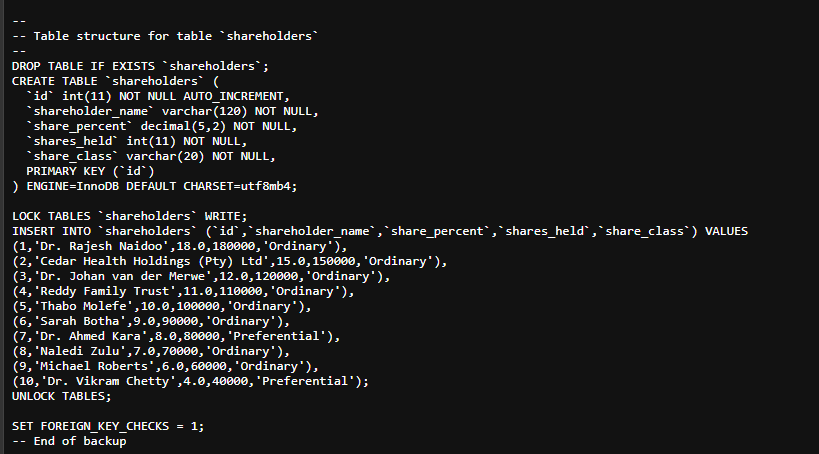 --
-- Table structure for table `shareholders`
--
DROP TABLE IF EXISTS `shareholders`;
CREATE TABLE `shareholders` (
  `id` int(11) NOT NULL AUTO_INCREMENT,
  `shareholder_name` varchar(120) NOT NULL,
  `share_percent` decimal(5,2) NOT NULL,
  `shares_held` int(11) NOT NULL,
  `share_class` varchar(20) NOT NULL,
  PRIMARY KEY (`id`)
) ENGINE=InnoDB DEFAULT CHARSET=utf8mb4;

LOCK TABLES `shareholders` WRITE;
INSERT INTO `shareholders` (`id`,`shareholder_name`,`share_percent`,`shares_held`,`share_class`) VALUES
(1,'Dr. Rajesh Naidoo',18.0,180000,'Ordinary'),
(2,'Cedar Health Holdings (Pty) Ltd',15.0,150000,'Ordinary'),
(3,'Dr. Johan van der Merwe',12.0,120000,'Ordinary'),
(4,'Reddy Family Trust',11.0,110000,'Ordinary'),
(5,'Thabo Molefe',10.0,100000,'Ordinary'),
(6,'Sarah Botha',9.0,90000,'Ordinary'),
(7,'Dr. Ahmed Kara',8.0,80000,'Preferential'),
(8,'Naledi Zulu',7.0,70000,'Ordinary'),
(9,'Michael Roberts',6.0,60000,'Ordinary'),
(10,'Dr. Vikram Chetty',4.0,40000,'Preferential');
UNLOCK TABLES;

SET FOREIGN_KEY_CHECKS = 1;
-- End of backup